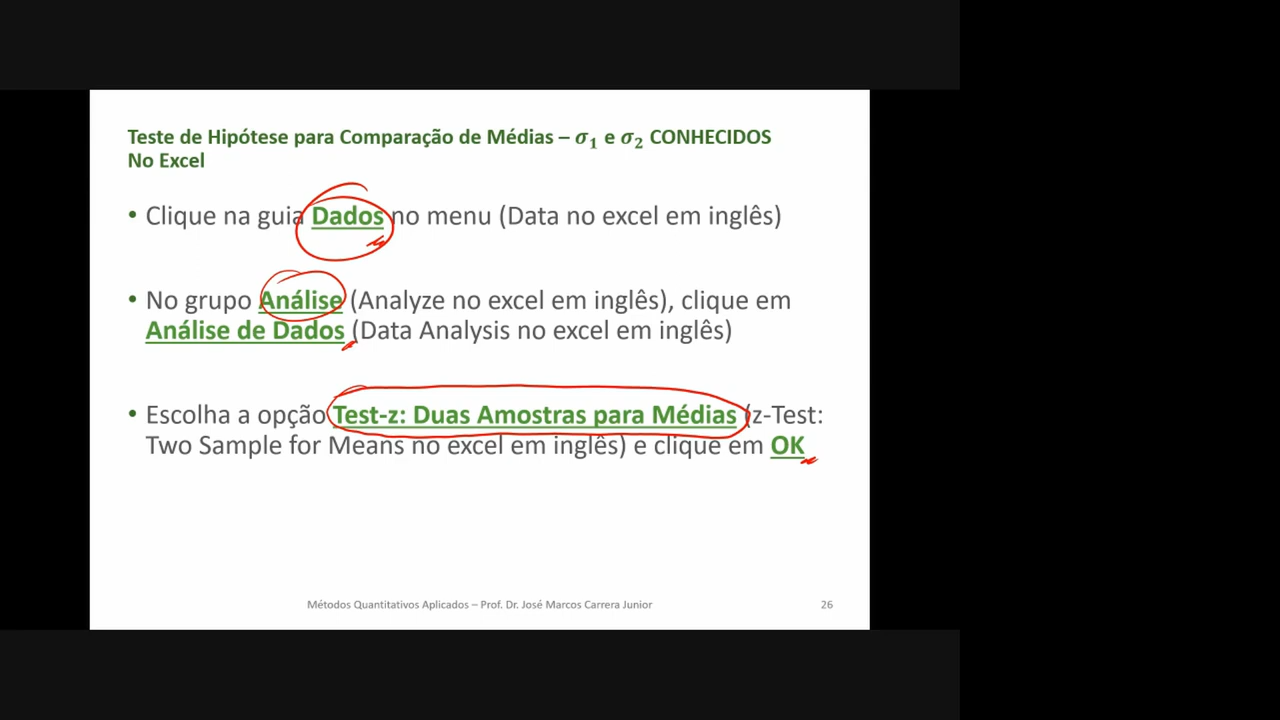 Teste de Hipótese para Comparação de Médias – σ₁ e σ₂ CONHECIDOS
No Excel
• Clique na guia Dados no menu (Data no excel em inglês)
• No grupo Análise (Analyze no excel em inglês), clique em
Análise de Dados (Data Analysis no excel em inglês)
• Escolha a opção Test-z: Duas Amostras para Médias (z-Test:
Two Sample for Means no excel em inglês) e clique em OK
Métodos Quantitativos Aplicados – Prof. Dr. José Marcos Carrera Junior
26